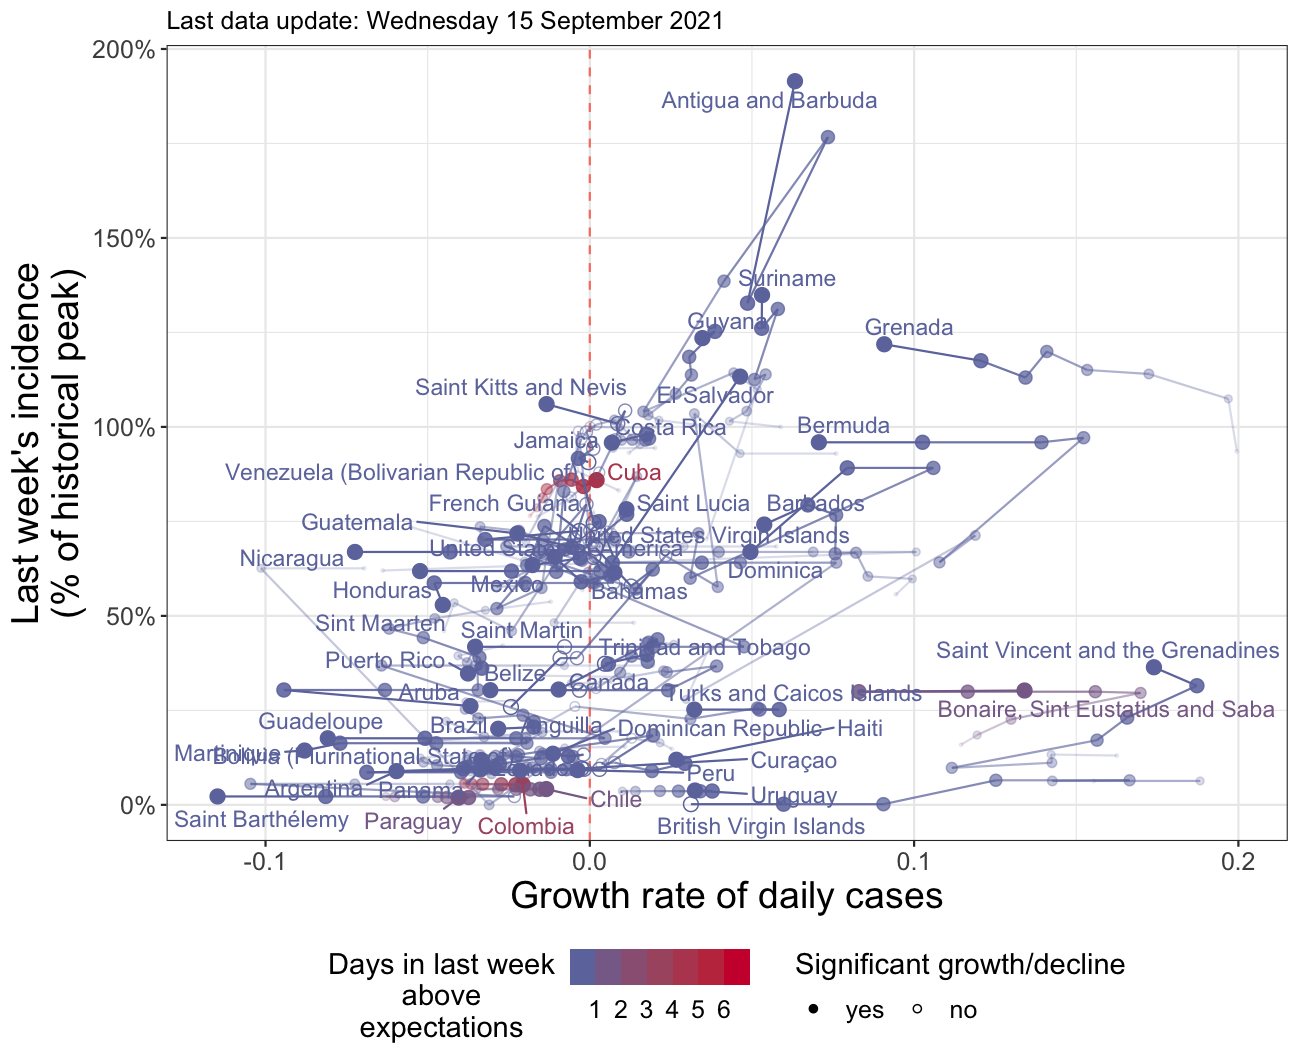 Last data update: Wednesday 15 September 2021
200%
Antigua and Barbuda
150%
Suriname
Guyana
Grenada
Saint Kitts and Nevis
El Salvador
100%
Costa Rica
Bermuda
Jamaica
Venezuela (Bolivarian Republic of)
Cuba
French Guiana
Saint Lucia
Barbados
Guatemala
United States Virgin Islands
Nicaragua
United States of America
Dominica
Honduras
Mexico
Bahamas
50%
Sint Maarten
Saint Martin
Trinidad and Tobago
Saint Vincent and the Grenadines
Puerto Rico
Belize
Canada
Aruba
Turks and Caicos Islands
Bonaire, Sint Eustatius and Saba
Guadeloupe
Brazil
Anguilla
Dominican Republic
Haiti
Martinique
Bolivia (Plurinational State of)
Curaçao
Peru
Argentina
Panama
Chile
Uruguay
0%
Saint Barthélemy
Paraguay
Colombia
British Virgin Islands
Last week's incidence
(% of historical peak)
-0.1
0.0
0.1
0.2
Growth rate of daily cases
Days in last week
above
expectations
1 2 3 4 5 6
Significant growth/decline
yes
no